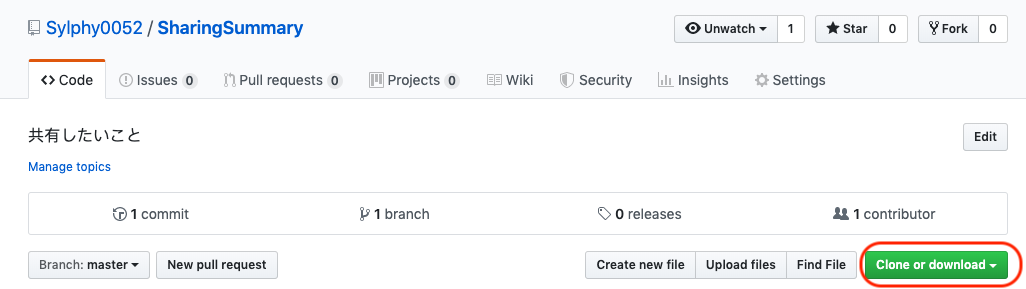 Sylphy0052 / SharingSummary Unwatch 1 Star 0 Fork 0
Code Issues 0 Pull requests 0 Projects 0 Wiki Security Insights Settings
共有したいこと Edit
Manage topics
1 commit 1 branch 0 releases 1 contributor
Branch: master New pull request Create new file Upload files Find File Clone or download